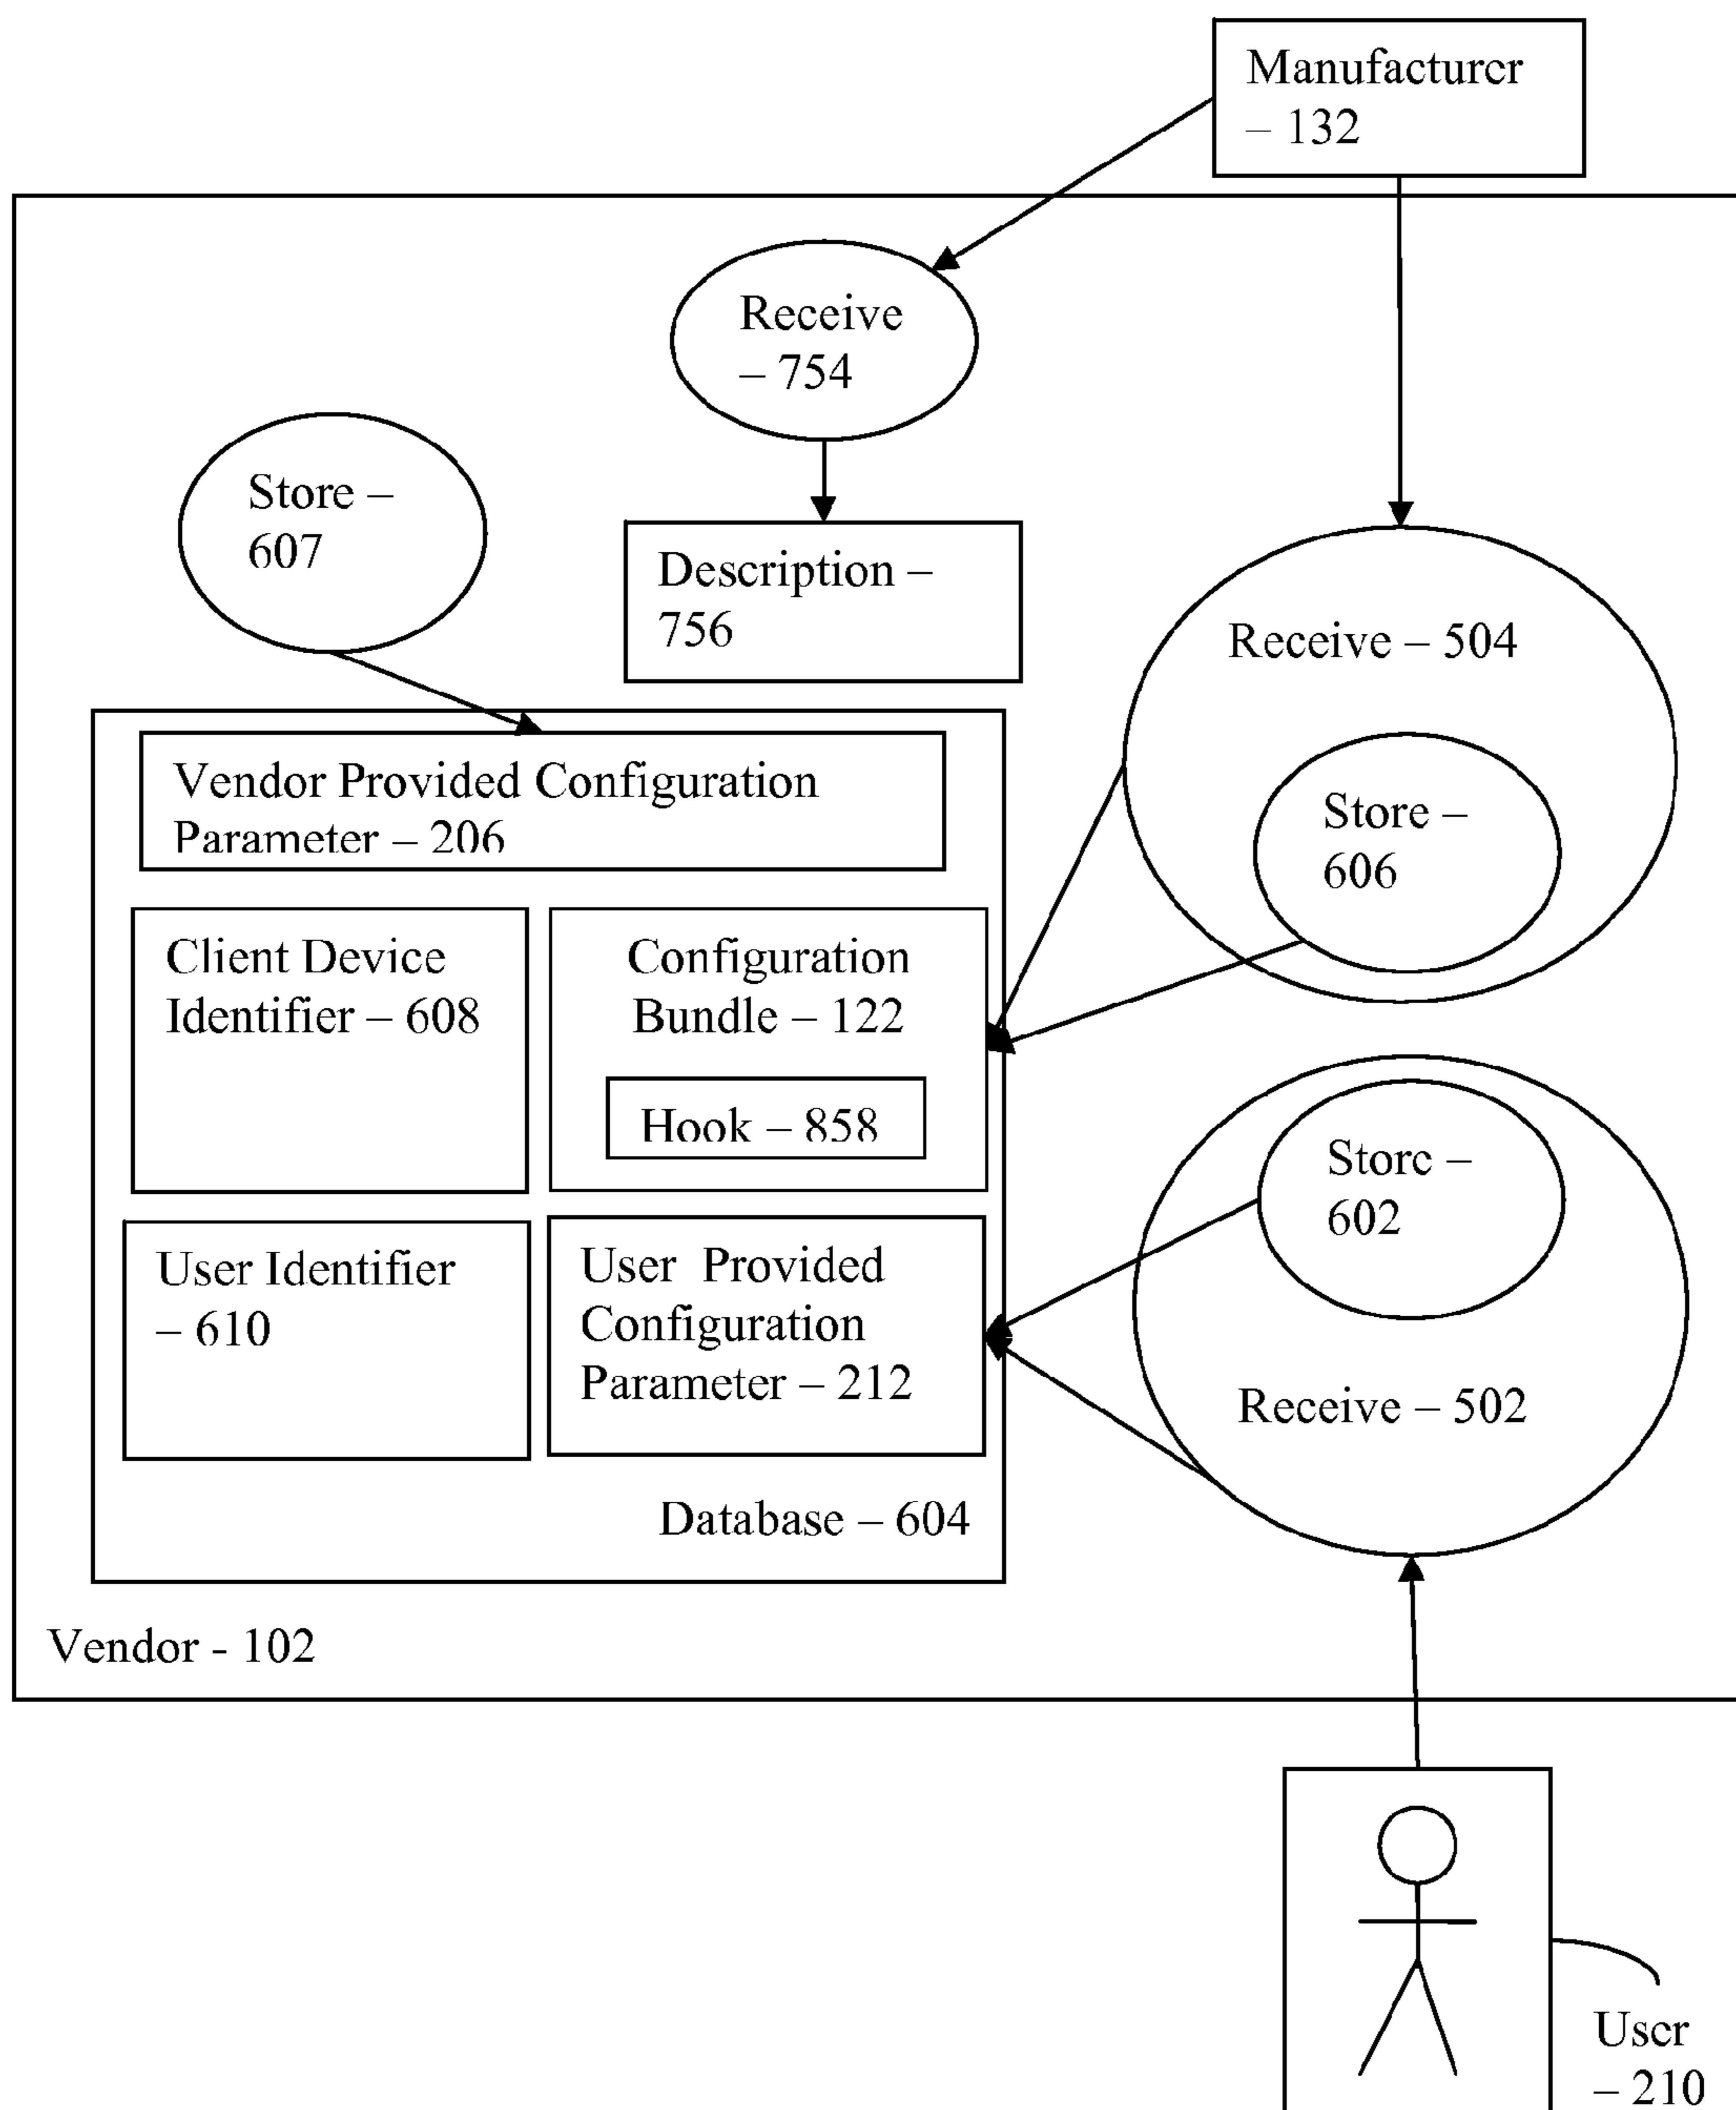 Manufacturer
– 132
Receive
– 754
Store –
607
Description –
756
Receive – 504
Store –
606
Vendor Provided Configuration
Parameter – 206
Client Device
Identifier – 608
Configuration
Bundle – 122
Hook – 858
Store –
602
User Identifier
– 610
User Provided
Configuration
Parameter – 212
Receive – 502
Database – 604
Vendor - 102
User
– 210